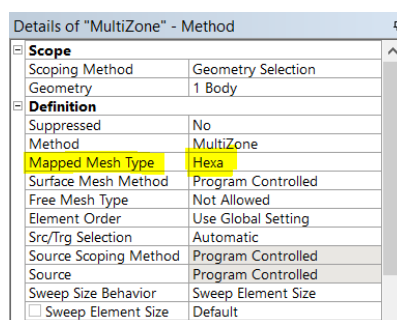 Details of "MultiZone" - Method
Scope
Scoping Method Geometry Selection
Geometry 1 Body
Definition
Suppressed No
Method MultiZone
Mapped Mesh Type Hexa
Surface Mesh Method Program Controlled
Free Mesh Type Not Allowed
Element Order Use Global Setting
Src/Trg Selection Automatic
Source Scoping Method Program Controlled
Source Program Controlled
Sweep Size Behavior Sweep Element Size
Sweep Element Size Default